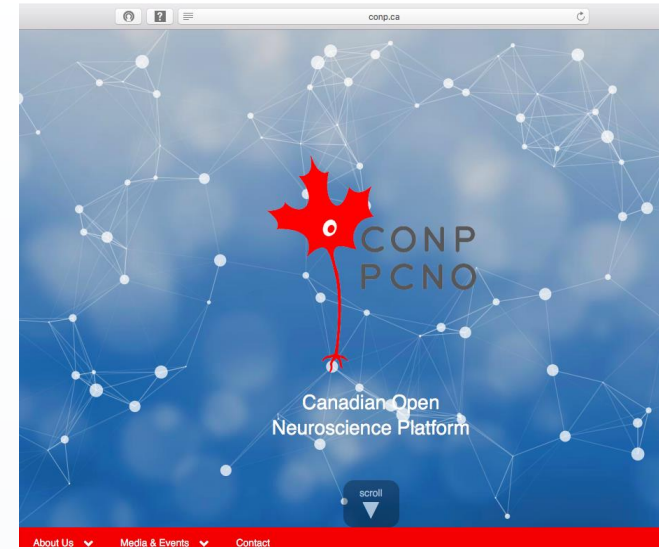 conp.ca
CONP
PCNO
Canadian Open
Neuroscience Platform
scroll
About Us Media & Events Contact